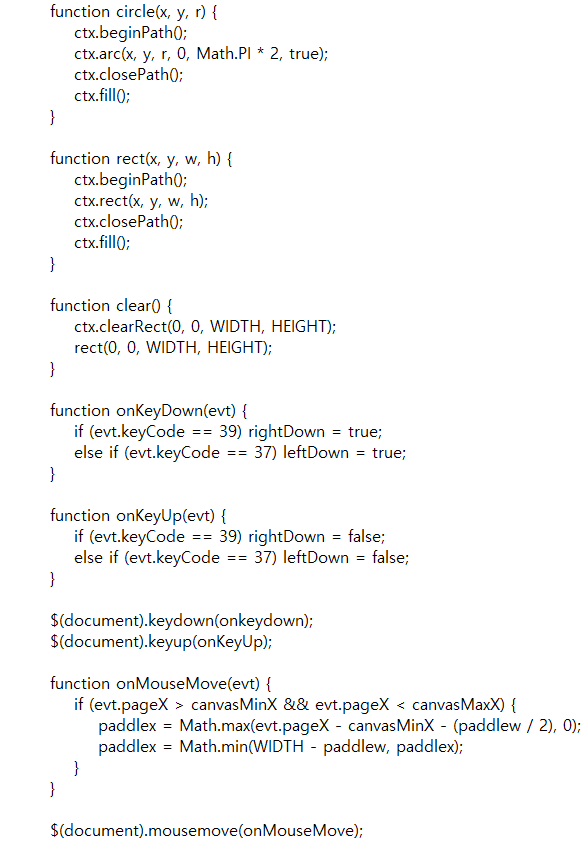 function circle(x, y, r) {
ctx.beginPath();
ctx.arc(x, y, r, 0, Math.PI * 2, true);
ctx.closePath();
ctx.fill();
}
function rect(x, y, w, h) {
ctx.beginPath();
ctx.rect(x, y, w, h);
ctx.closePath();
ctx.fill();
}
function clear() {
ctx.clearRect(0, 0, WIDTH, HEIGHT);
rect(0, 0, WIDTH, HEIGHT);
}
function onKeyDown(evt) {
if (evt.keyCode == 39) rightDown = true;
else if (evt.keyCode == 37) leftDown = true;
}
function onKeyUp(evt) {
if (evt.keyCode == 39) rightDown = false;
else if (evt.keyCode == 37) leftDown = false;
}
$(document).keydown(onkeydown);
$(document).keyup(onKeyUp);
function onMouseMove(evt) {
if (evt.pageX > canvasMinX && evt.pageX < canvasMaxX) {
paddlex = Math.max(evt.pageX - canvasMinX - (paddlew / 2), 0);
paddlex = Math.min(WIDTH - paddlew, paddlex);
}
}
$(document).mousemove(onMouseMove);